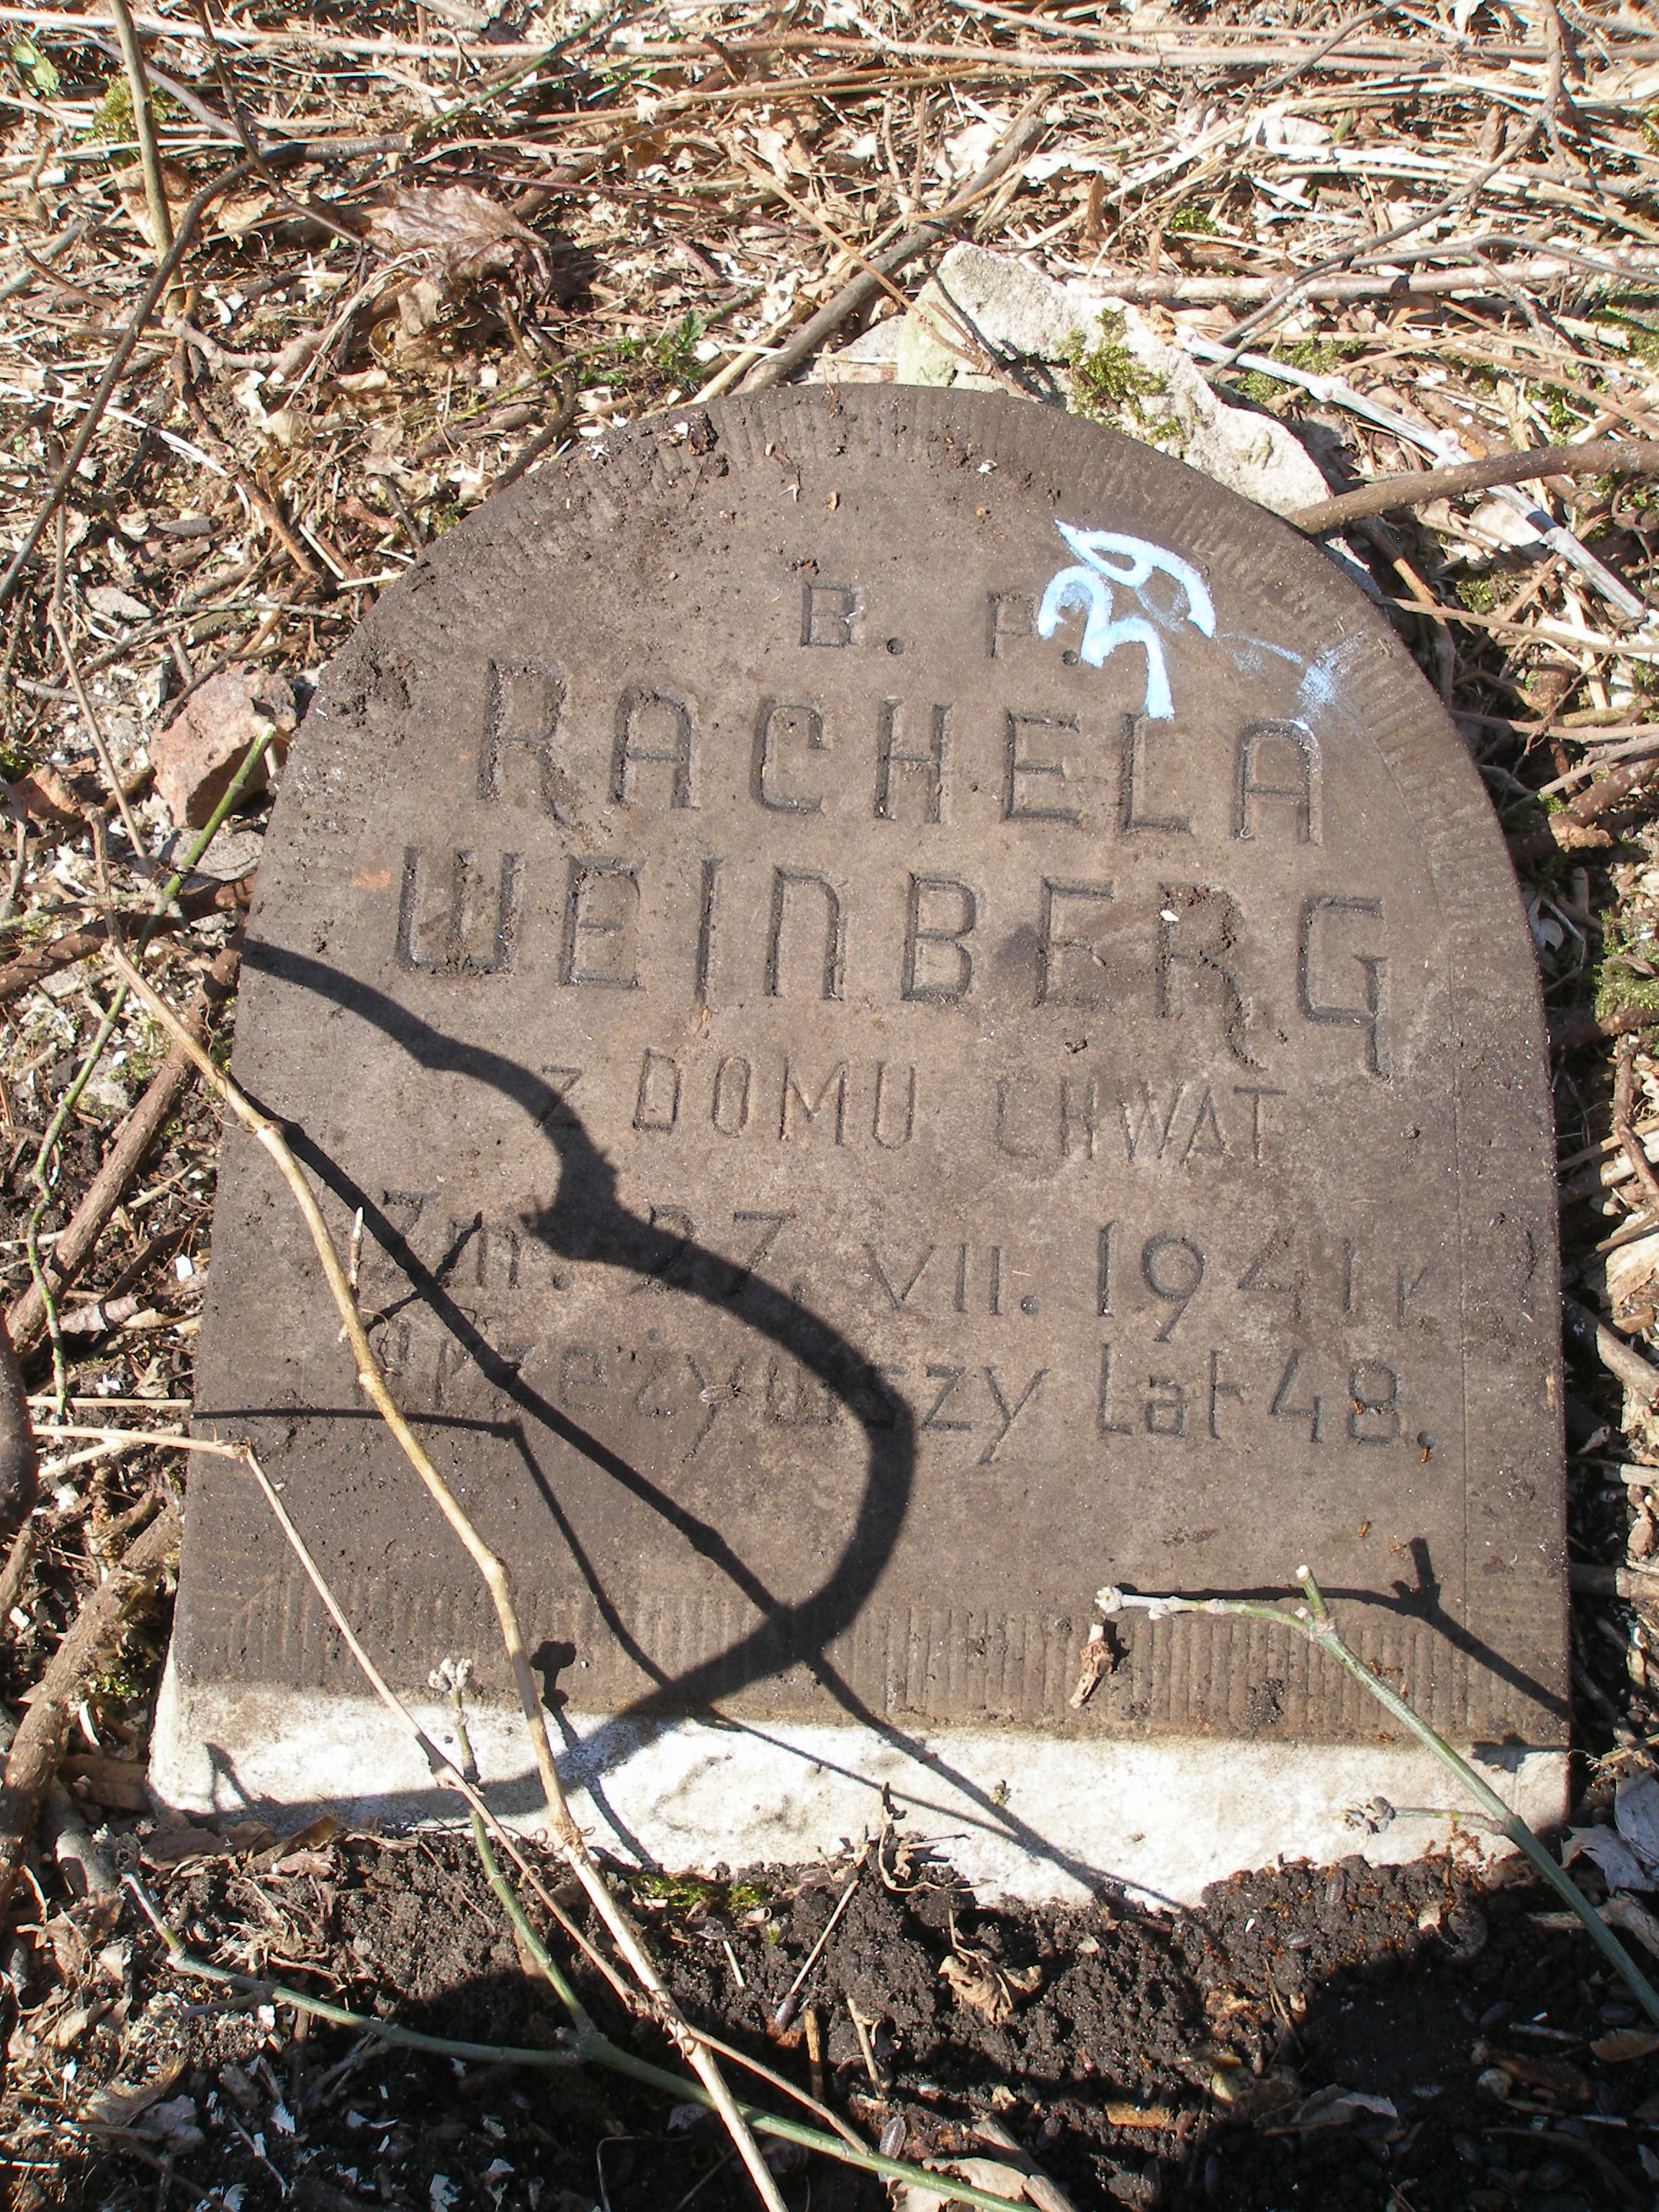 B. P.
RACHELA
WEINBERG
Z DOMU CHWAT
Zm. 27. VII. 1941 r
Przeżywszy Lat 48.